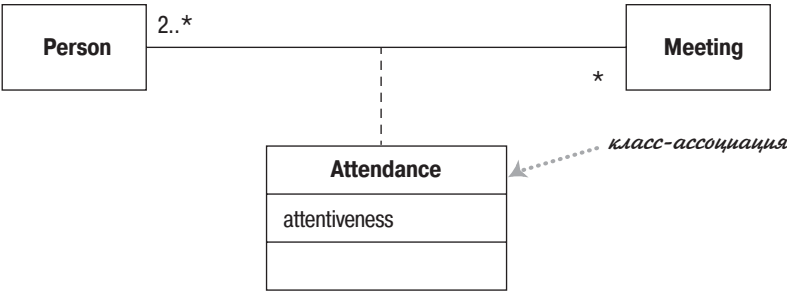 2..*
Person
Meeting
*
класс-ассоциация
Attendance
attentiveness